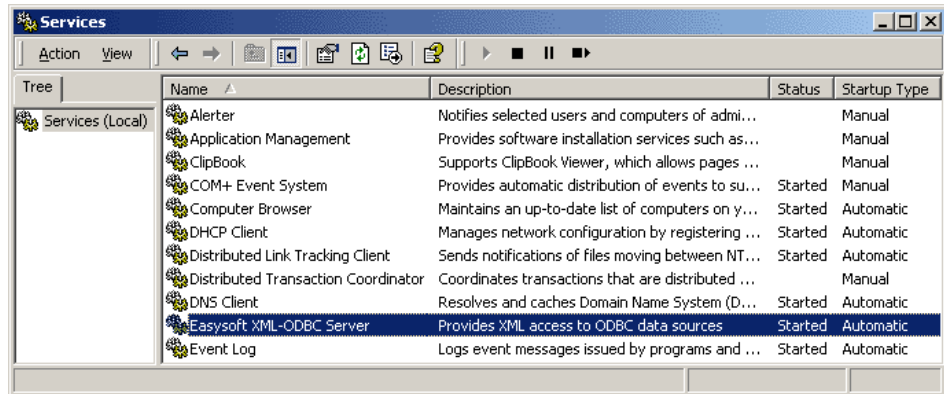 Services
Action View
Tree
Name Description Status Startup Type
Services (Local)
Alerter Notifies selected users and computers of admi... Manual
Application Management Provides software installation services such as... Manual
ClipBook Supports ClipBook Viewer, which allows pages ... Manual
COM+ Event System Provides automatic distribution of events to su... Started Manual
Computer Browser Maintains an up-to-date list of computers on y... Started Automatic
DHCP Client Manages network configuration by registering ... Started Automatic
Distributed Link Tracking Client Sends notifications of files moving between NT... Started Automatic
Distributed Transaction Coordinator Coordinates transactions that are distributed ... Manual
DNS Client Resolves and caches Domain Name System (D... Started Automatic
Easysoft XML-ODBC Server Provides XML access to ODBC data sources Started Automatic
Event Log Logs event messages issued by programs and ... Started Automatic